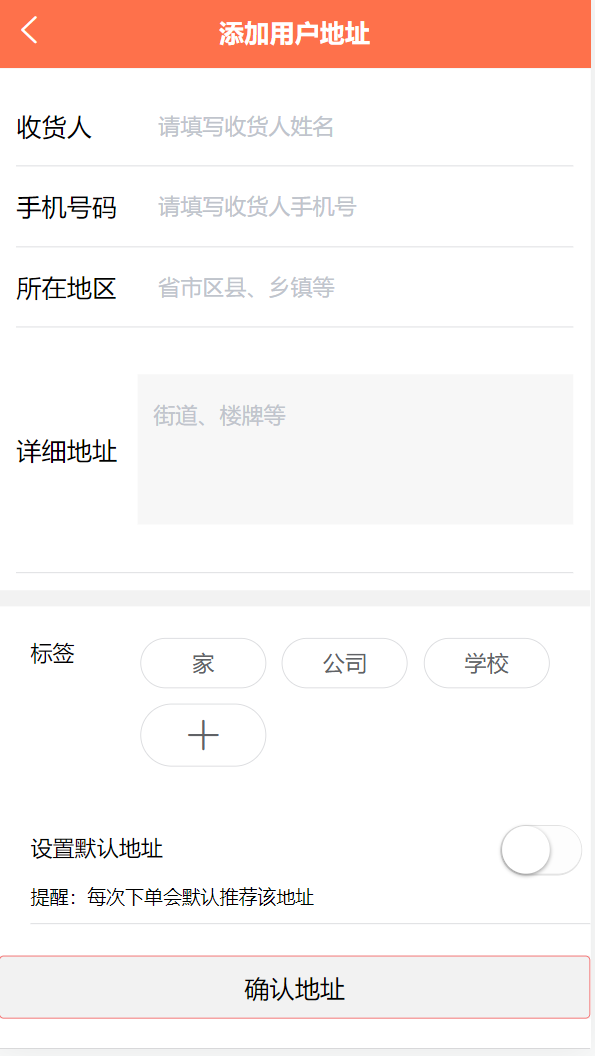 添加用户地址
收货人 请填写收货人姓名
手机号码 请填写收货人手机号
所在地区 省市区县、乡镇等
街道、楼牌等
详细地址
标签 家 公司 学校
设置默认地址
提醒：每次下单会默认推荐该地址
确认地址